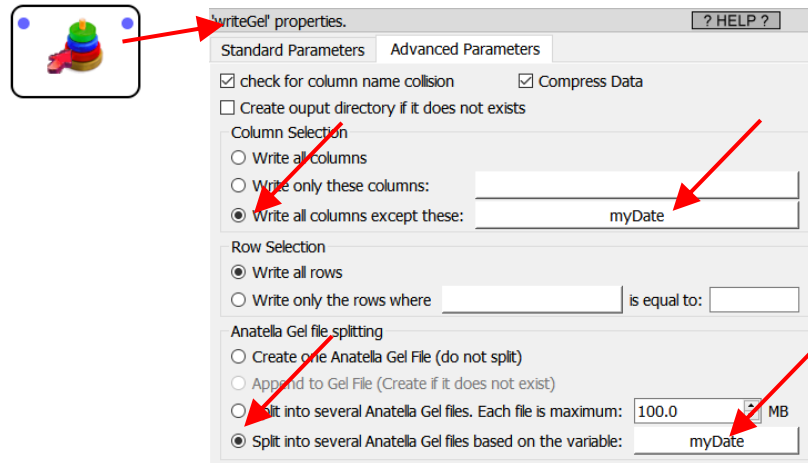 'writeGel' properties.
? HELP ?
Standard Parameters
Advanced Parameters
check for column name collision
Compress Data
Create ouput directory if it does not exists
Column Selection
Write all columns
Write only these columns:
Write all columns except these:
myDate
Row Selection
Write all rows
Write only the rows where
is equal to:
Anatella Gel file splitting
Create one Anatella Gel File (do not split)
Append to Gel File (Create if it does not exist)
Split into several Anatella Gel files. Each file is maximum:
100.0
MB
Split into several Anatella Gel files based on the variable:
myDate